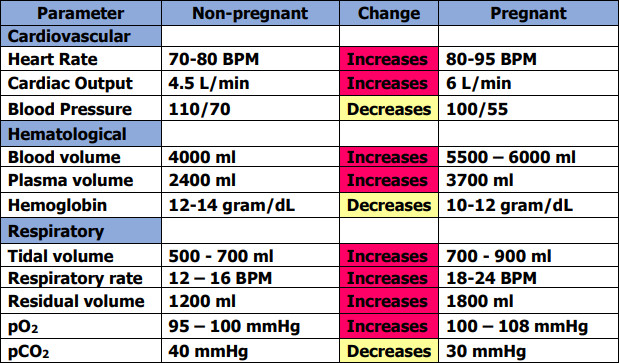 Parameter Non-pregnant Change Pregnant
Cardiovascular
Heart Rate 70-80 BPM Increases 80-95 BPM
Cardiac Output 4.5 L/min Increases 6 L/min
Blood Pressure 110/70 Decreases 100/55
Hematological
Blood volume 4000 ml Increases 5500 – 6000 ml
Plasma volume 2400 ml Increases 3700 ml
Hemoglobin 12-14 gram/dL Decreases 10-12 gram/dL
Respiratory
Tidal volume 500 - 700 ml Increases 700 - 900 ml
Respiratory rate 12 – 16 BPM Increases 18-24 BPM
Residual volume 1200 ml Increases 1800 ml
pO₂ 95 – 100 mmHg Increases 100 – 108 mmHg
pCO₂ 40 mmHg Decreases 30 mmHg